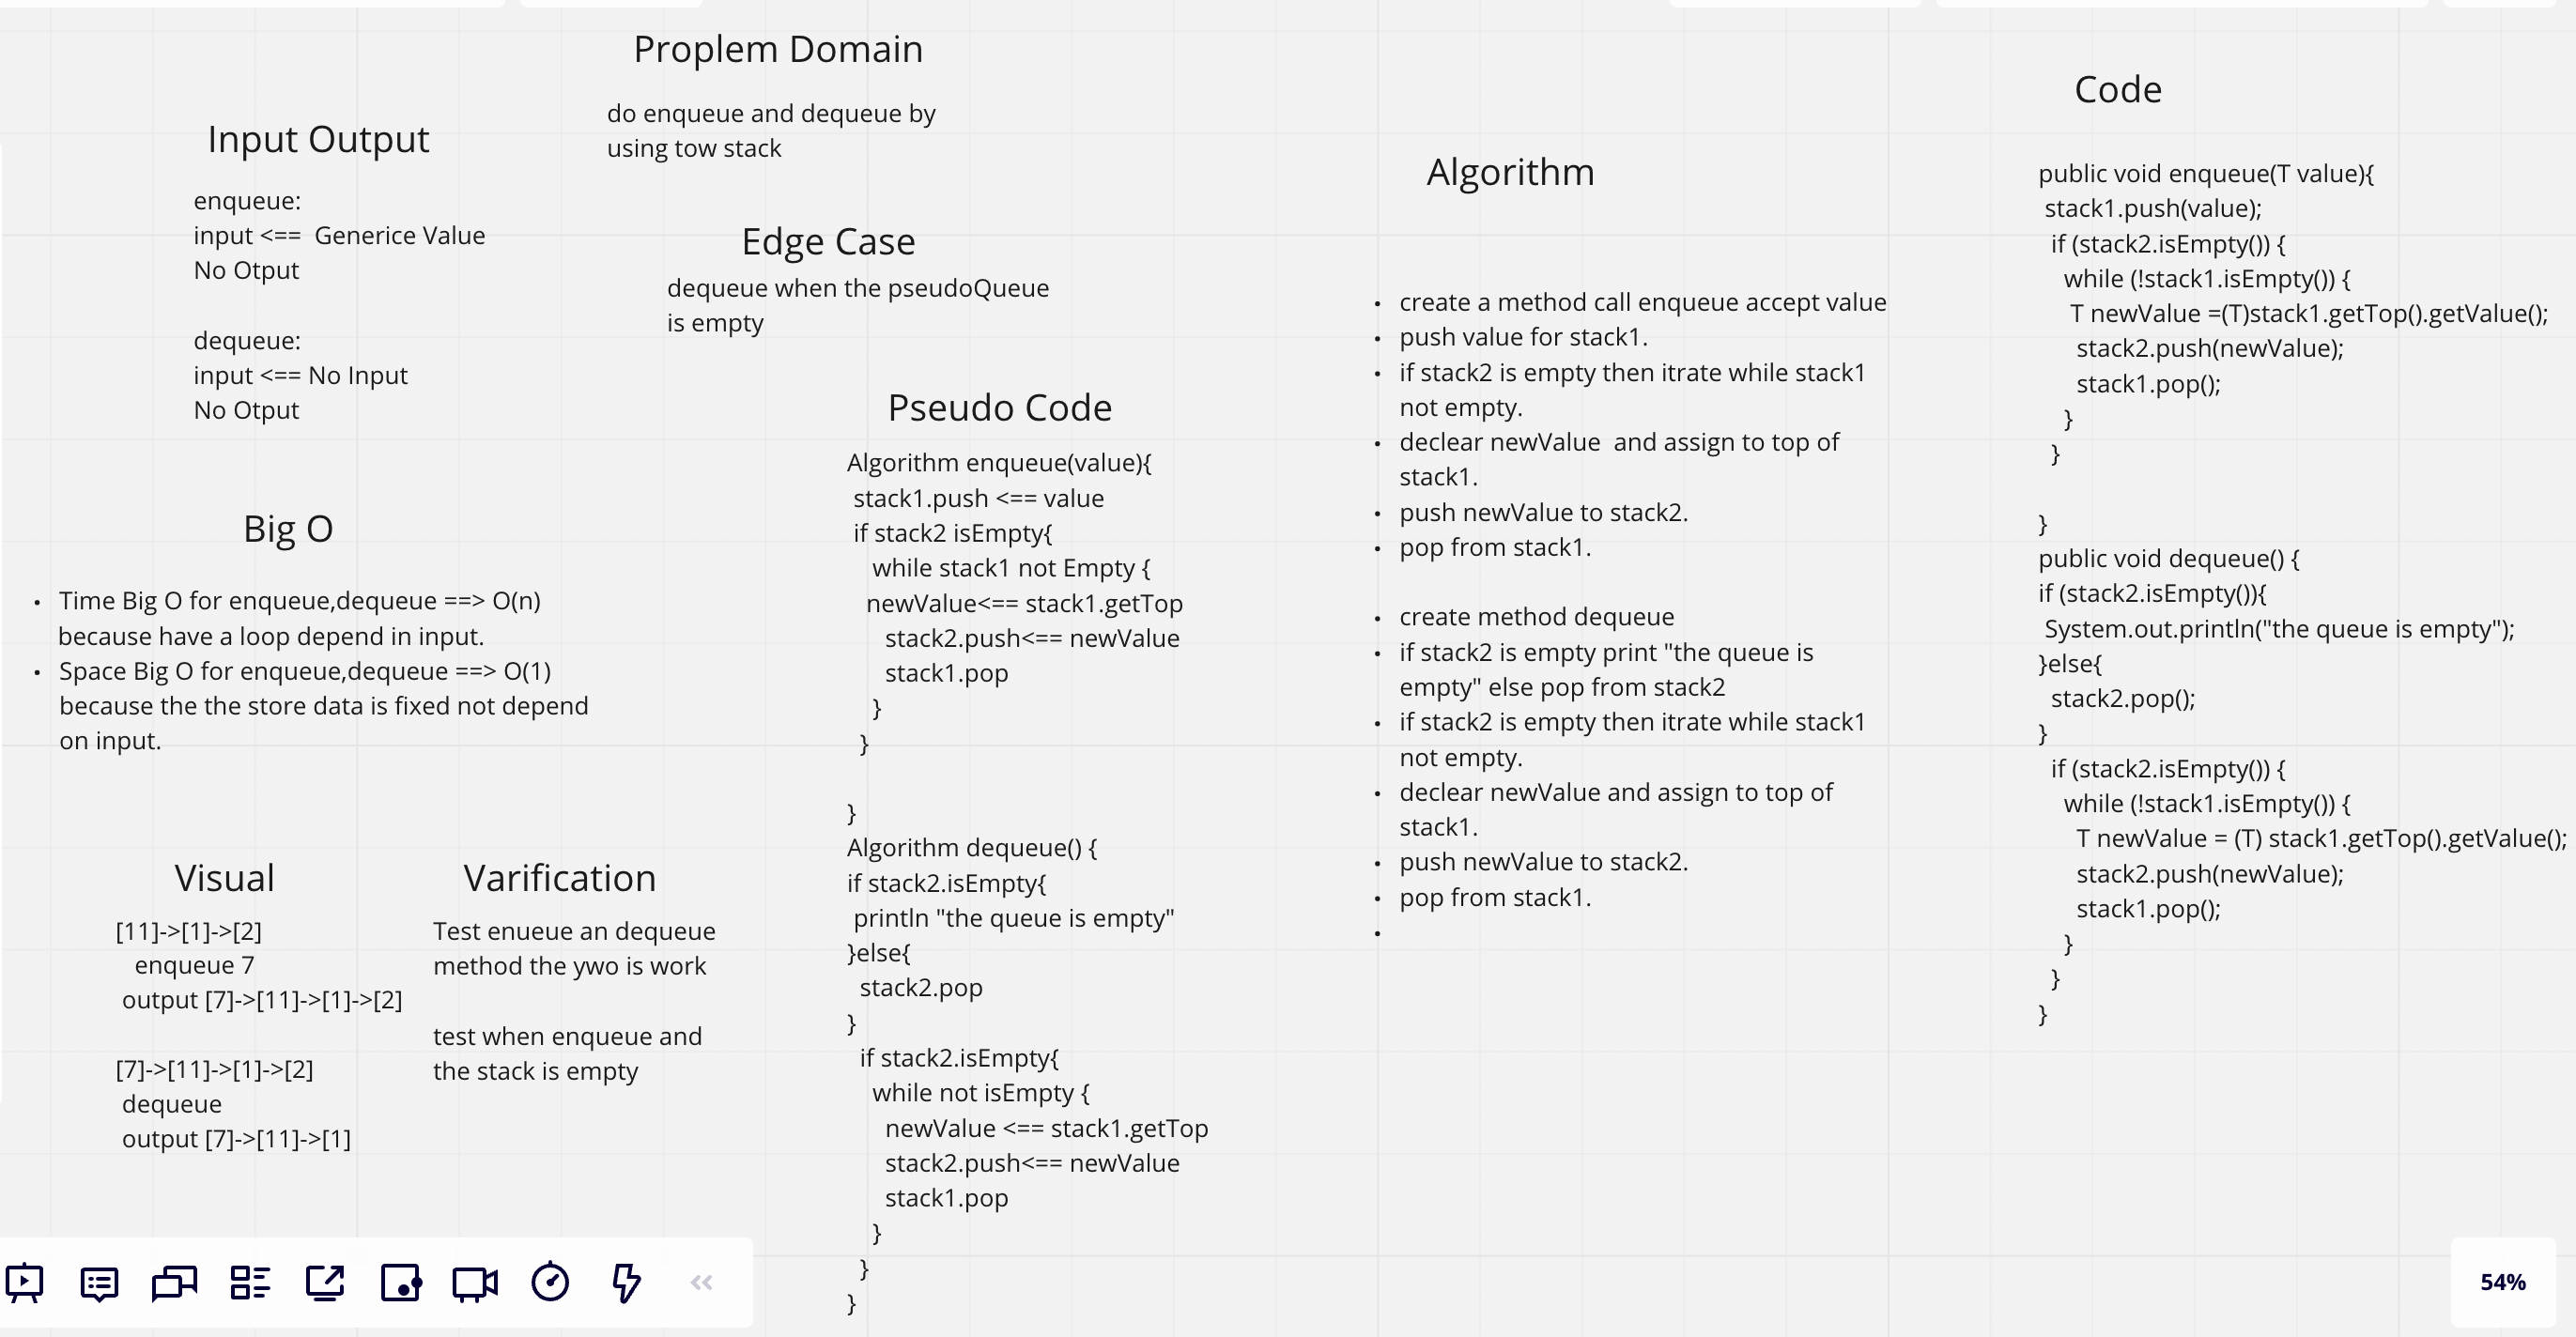 Proplem Domain
do enqueue and dequeue by
using tow stack
Input Output
enqueue:
input <==  Generice Value
No Otput
dequeue:
input <== No Input
No Otput
Edge Case
dequeue when the pseudoQueue
is empty
Big O
• Time Big O for enqueue,dequeue ==> O(n)
because have a loop depend in input.
• Space Big O for enqueue,dequeue ==> O(1)
because the the store data is fixed not depend
on input.
Visual
[11]->[1]->[2]
enqueue 7
output [7]->[11]->[1]->[2]
[7]->[11]->[1]->[2]
dequeue
output [7]->[11]->[1]
Varification
Test enueue an dequeue
method the ywo is work
test when enqueue and
the stack is empty
Pseudo Code
Algorithm enqueue(value){
stack1.push <== value
if stack2 isEmpty{
while stack1 not Empty {
newValue<== stack1.getTop
stack2.push<== newValue
stack1.pop
}
}
}
Algorithm dequeue() {
if stack2.isEmpty{
println "the queue is empty"
}else{
stack2.pop
}
if stack2.isEmpty{
while not isEmpty {
newValue <== stack1.getTop
stack2.push<== newValue
stack1.pop
}
}
}
Algorithm
• create a method call enqueue accept value
• push value for stack1.
• if stack2 is empty then itrate while stack1
not empty.
• declear newValue  and assign to top of
stack1.
• push newValue to stack2.
• pop from stack1.
• create method dequeue
• if stack2 is empty print "the queue is
empty" else pop from stack2
• if stack2 is empty then itrate while stack1
not empty.
• declear newValue and assign to top of
stack1.
• push newValue to stack2.
• pop from stack1.
•
Code
public void enqueue(T value){
stack1.push(value);
if (stack2.isEmpty()) {
while (!stack1.isEmpty()) {
T newValue =(T)stack1.getTop().getValue();
stack2.push(newValue);
stack1.pop();
}
}
}
public void dequeue() {
if (stack2.isEmpty()){
System.out.println("the queue is empty");
}else{
stack2.pop();
}
if (stack2.isEmpty()) {
while (!stack1.isEmpty()) {
T newValue = (T) stack1.getTop().getValue();
stack2.push(newValue);
stack1.pop();
}
}
}
54%